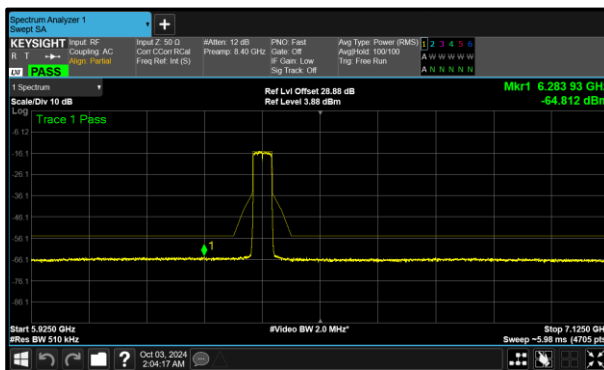 Spectrum Analyzer 1
Swept SA
KEYSIGHT
R T
LXI
PASS
Input: RF
Coupling: AC
Align: Partial
Input Z: 50 Ω
Corr CCorr RCal
Freq Ref: Int (S)
#Atten: 12 dB
Preamp: 8.40 GHz
PNO: Fast
Gate: Off
IF Gain: Low
Sig Track: Off
Avg Type: Power (RMS)
Avg|Hold: 100/100
Trig: Free Run
1 2 3 4 5 6
A W W W W W
A N N N N N
1 Spectrum
Scale/Div 10 dB
Ref Lvl Offset 28.88 dB
Ref Level 3.88 dBm
Mkr1 6.283 93 GHz
-64.812 dBm
Log
Trace 1 Pass
-6.12
-16.1
-26.1
-36.1
-46.1
-56.1
-66.1
-76.1
-86.1
1
Start 5.9250 GHz
#Res BW 510 kHz
#Video BW 2.0 MHz*
Stop 7.1250 GHz
Sweep ~5.98 ms (4705 pts)
Oct 03, 2024
2:04:17 AM